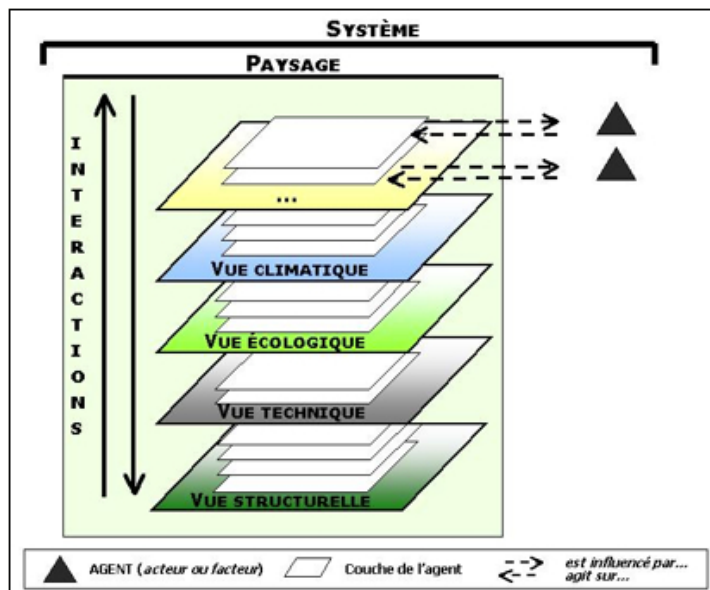 SYSTÈME
PAYSAGE
INTERACTIONS
...
VUE CLIMATIQUE
VUE ÉCOLOGIQUE
VUE TECHNIQUE
VUE STRUCTURELLE
AGENT (acteur ou facteur)
Couche de l'agent
est influencé par...
agit sur...